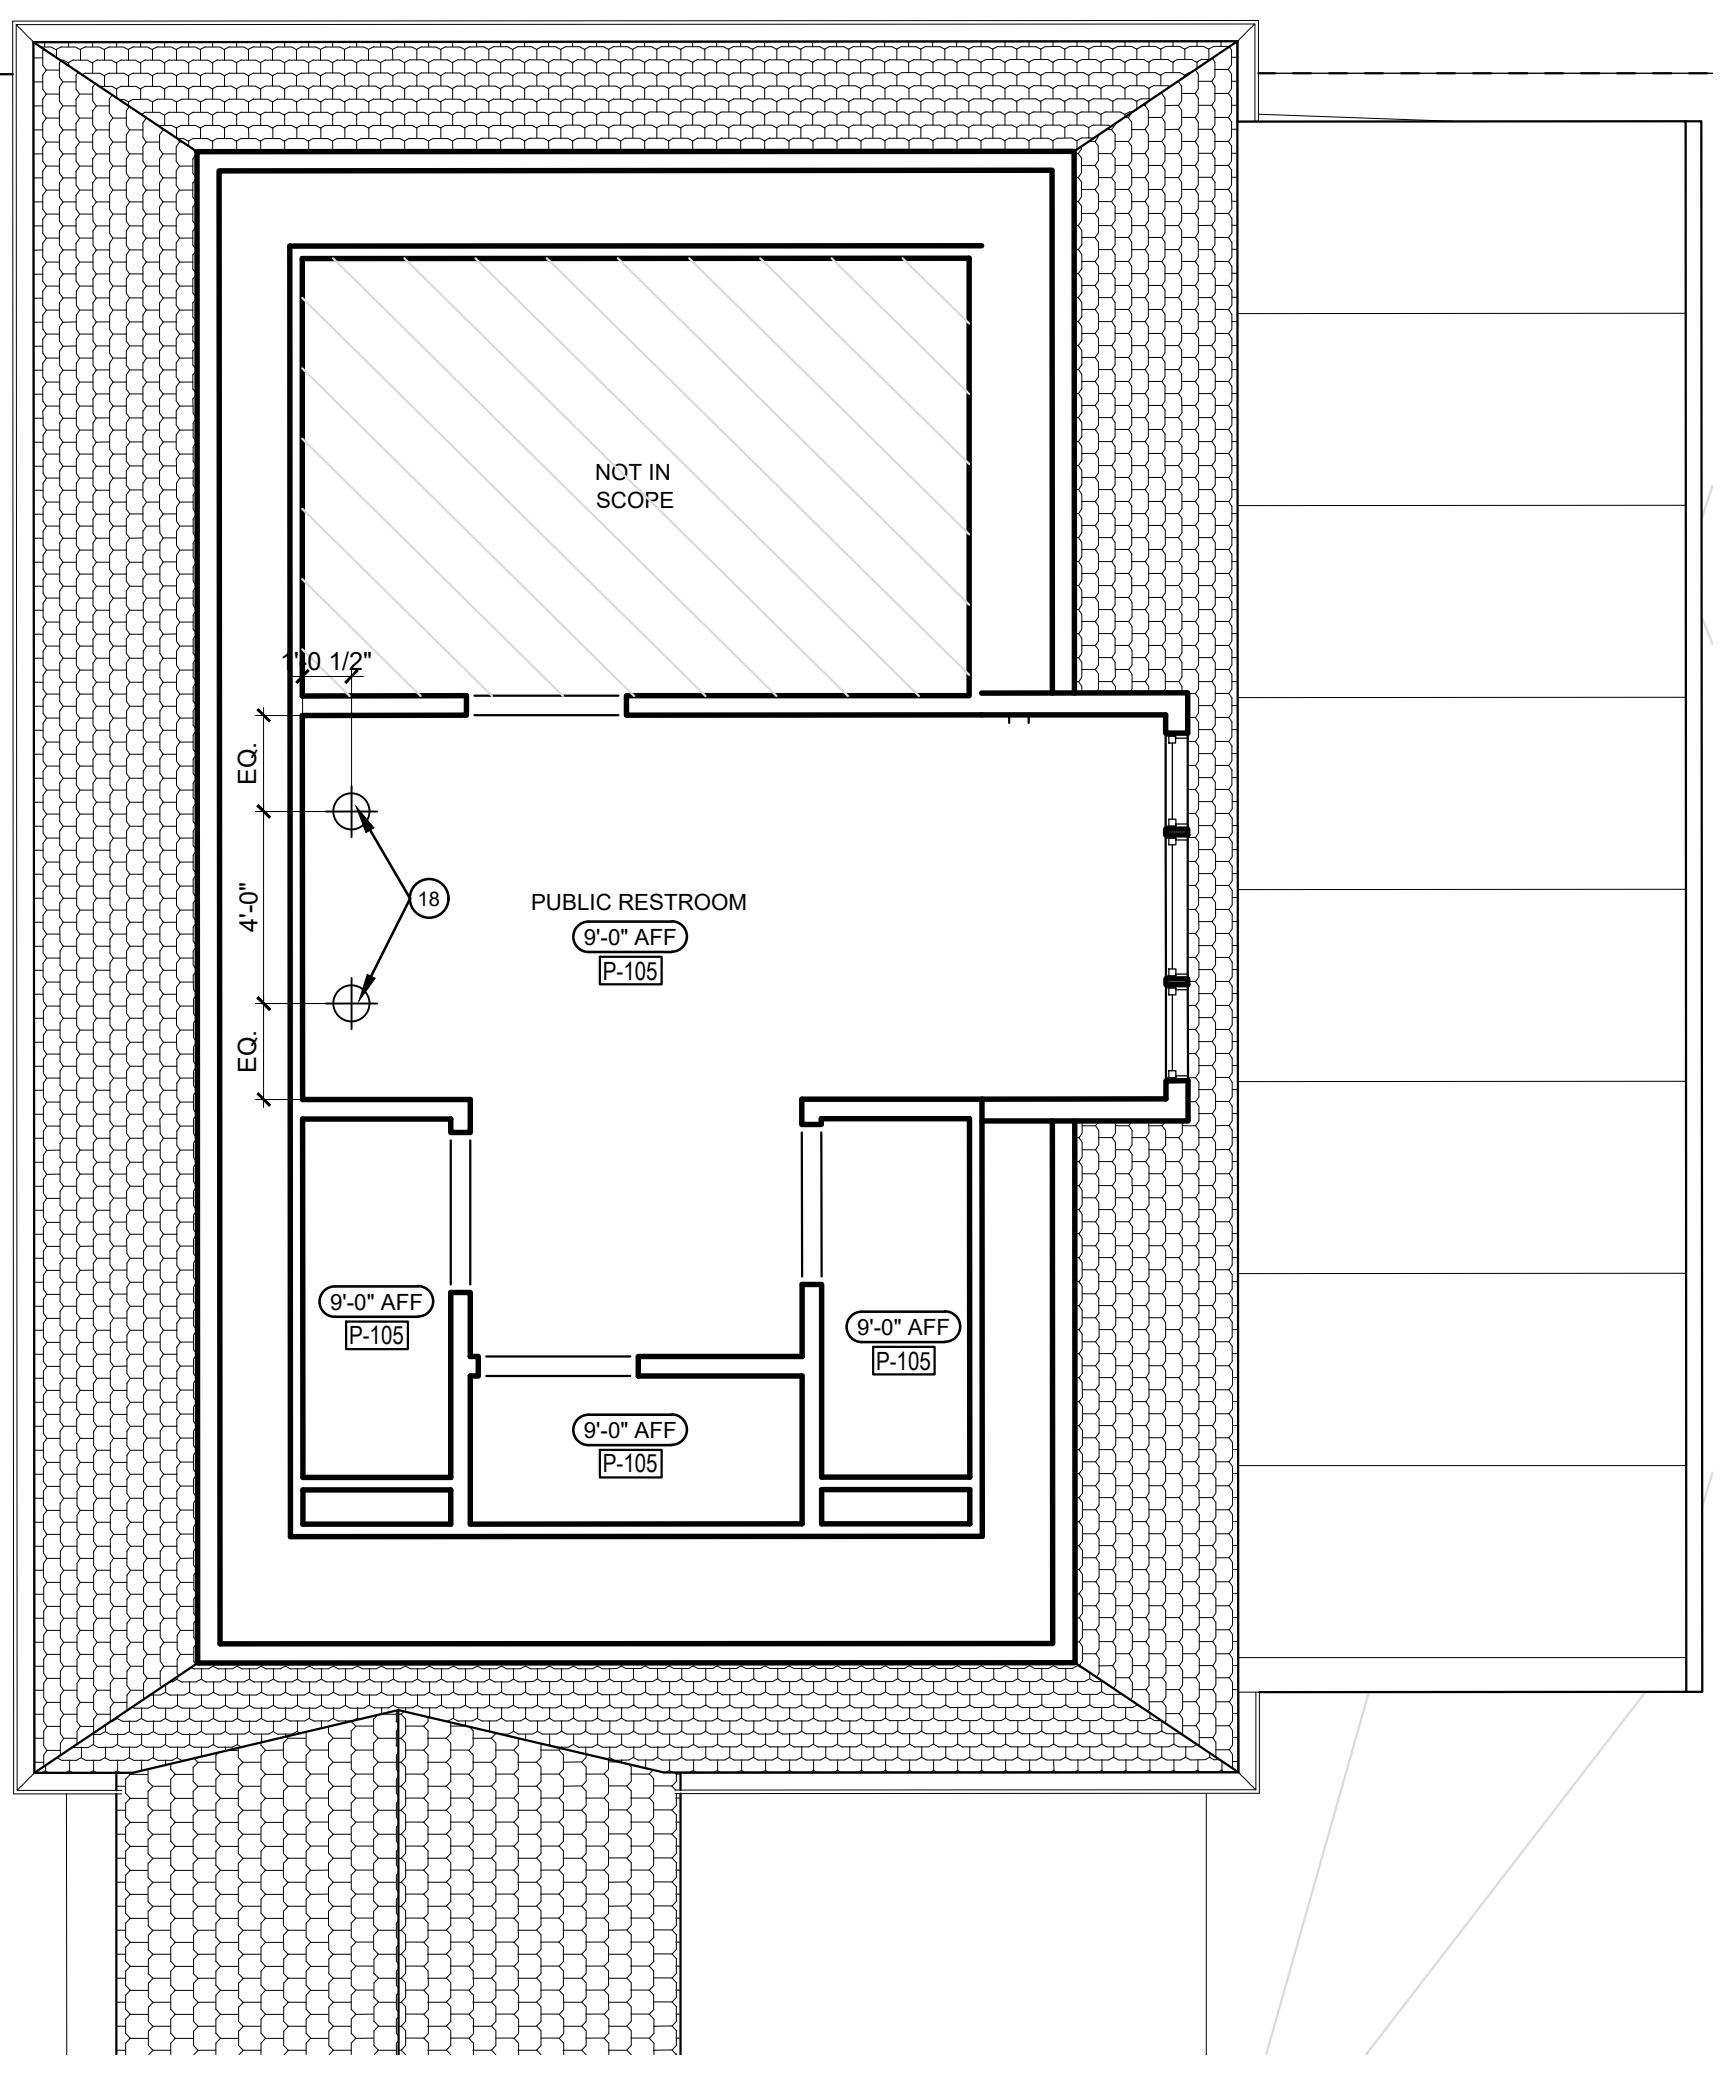 NOT IN
SCOPE
1'-0 1/2"
EQ.
4'-0"
EQ.
18
PUBLIC RESTROOM
9'-0" AFF
P-105
9'-0" AFF
P-105
9'-0" AFF
P-105
9'-0" AFF
P-105